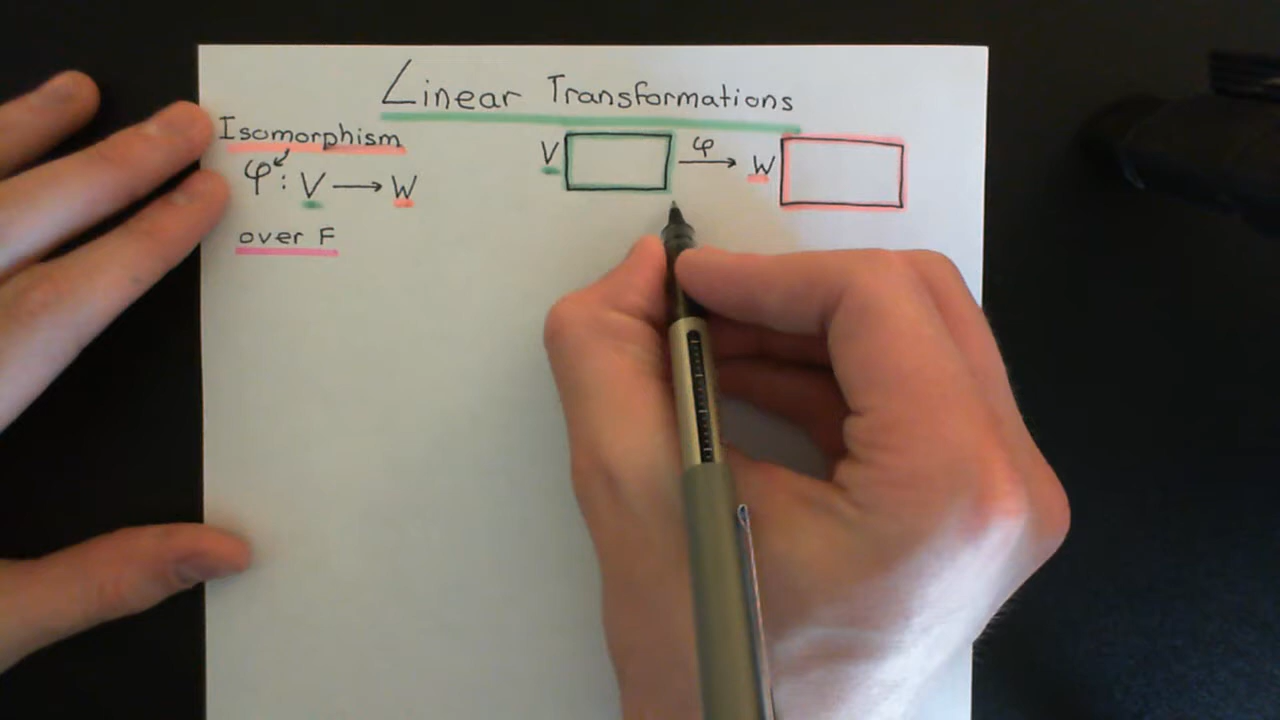 Linear Transformations
Isomorphism
φ: V → W
over F
V φ → W